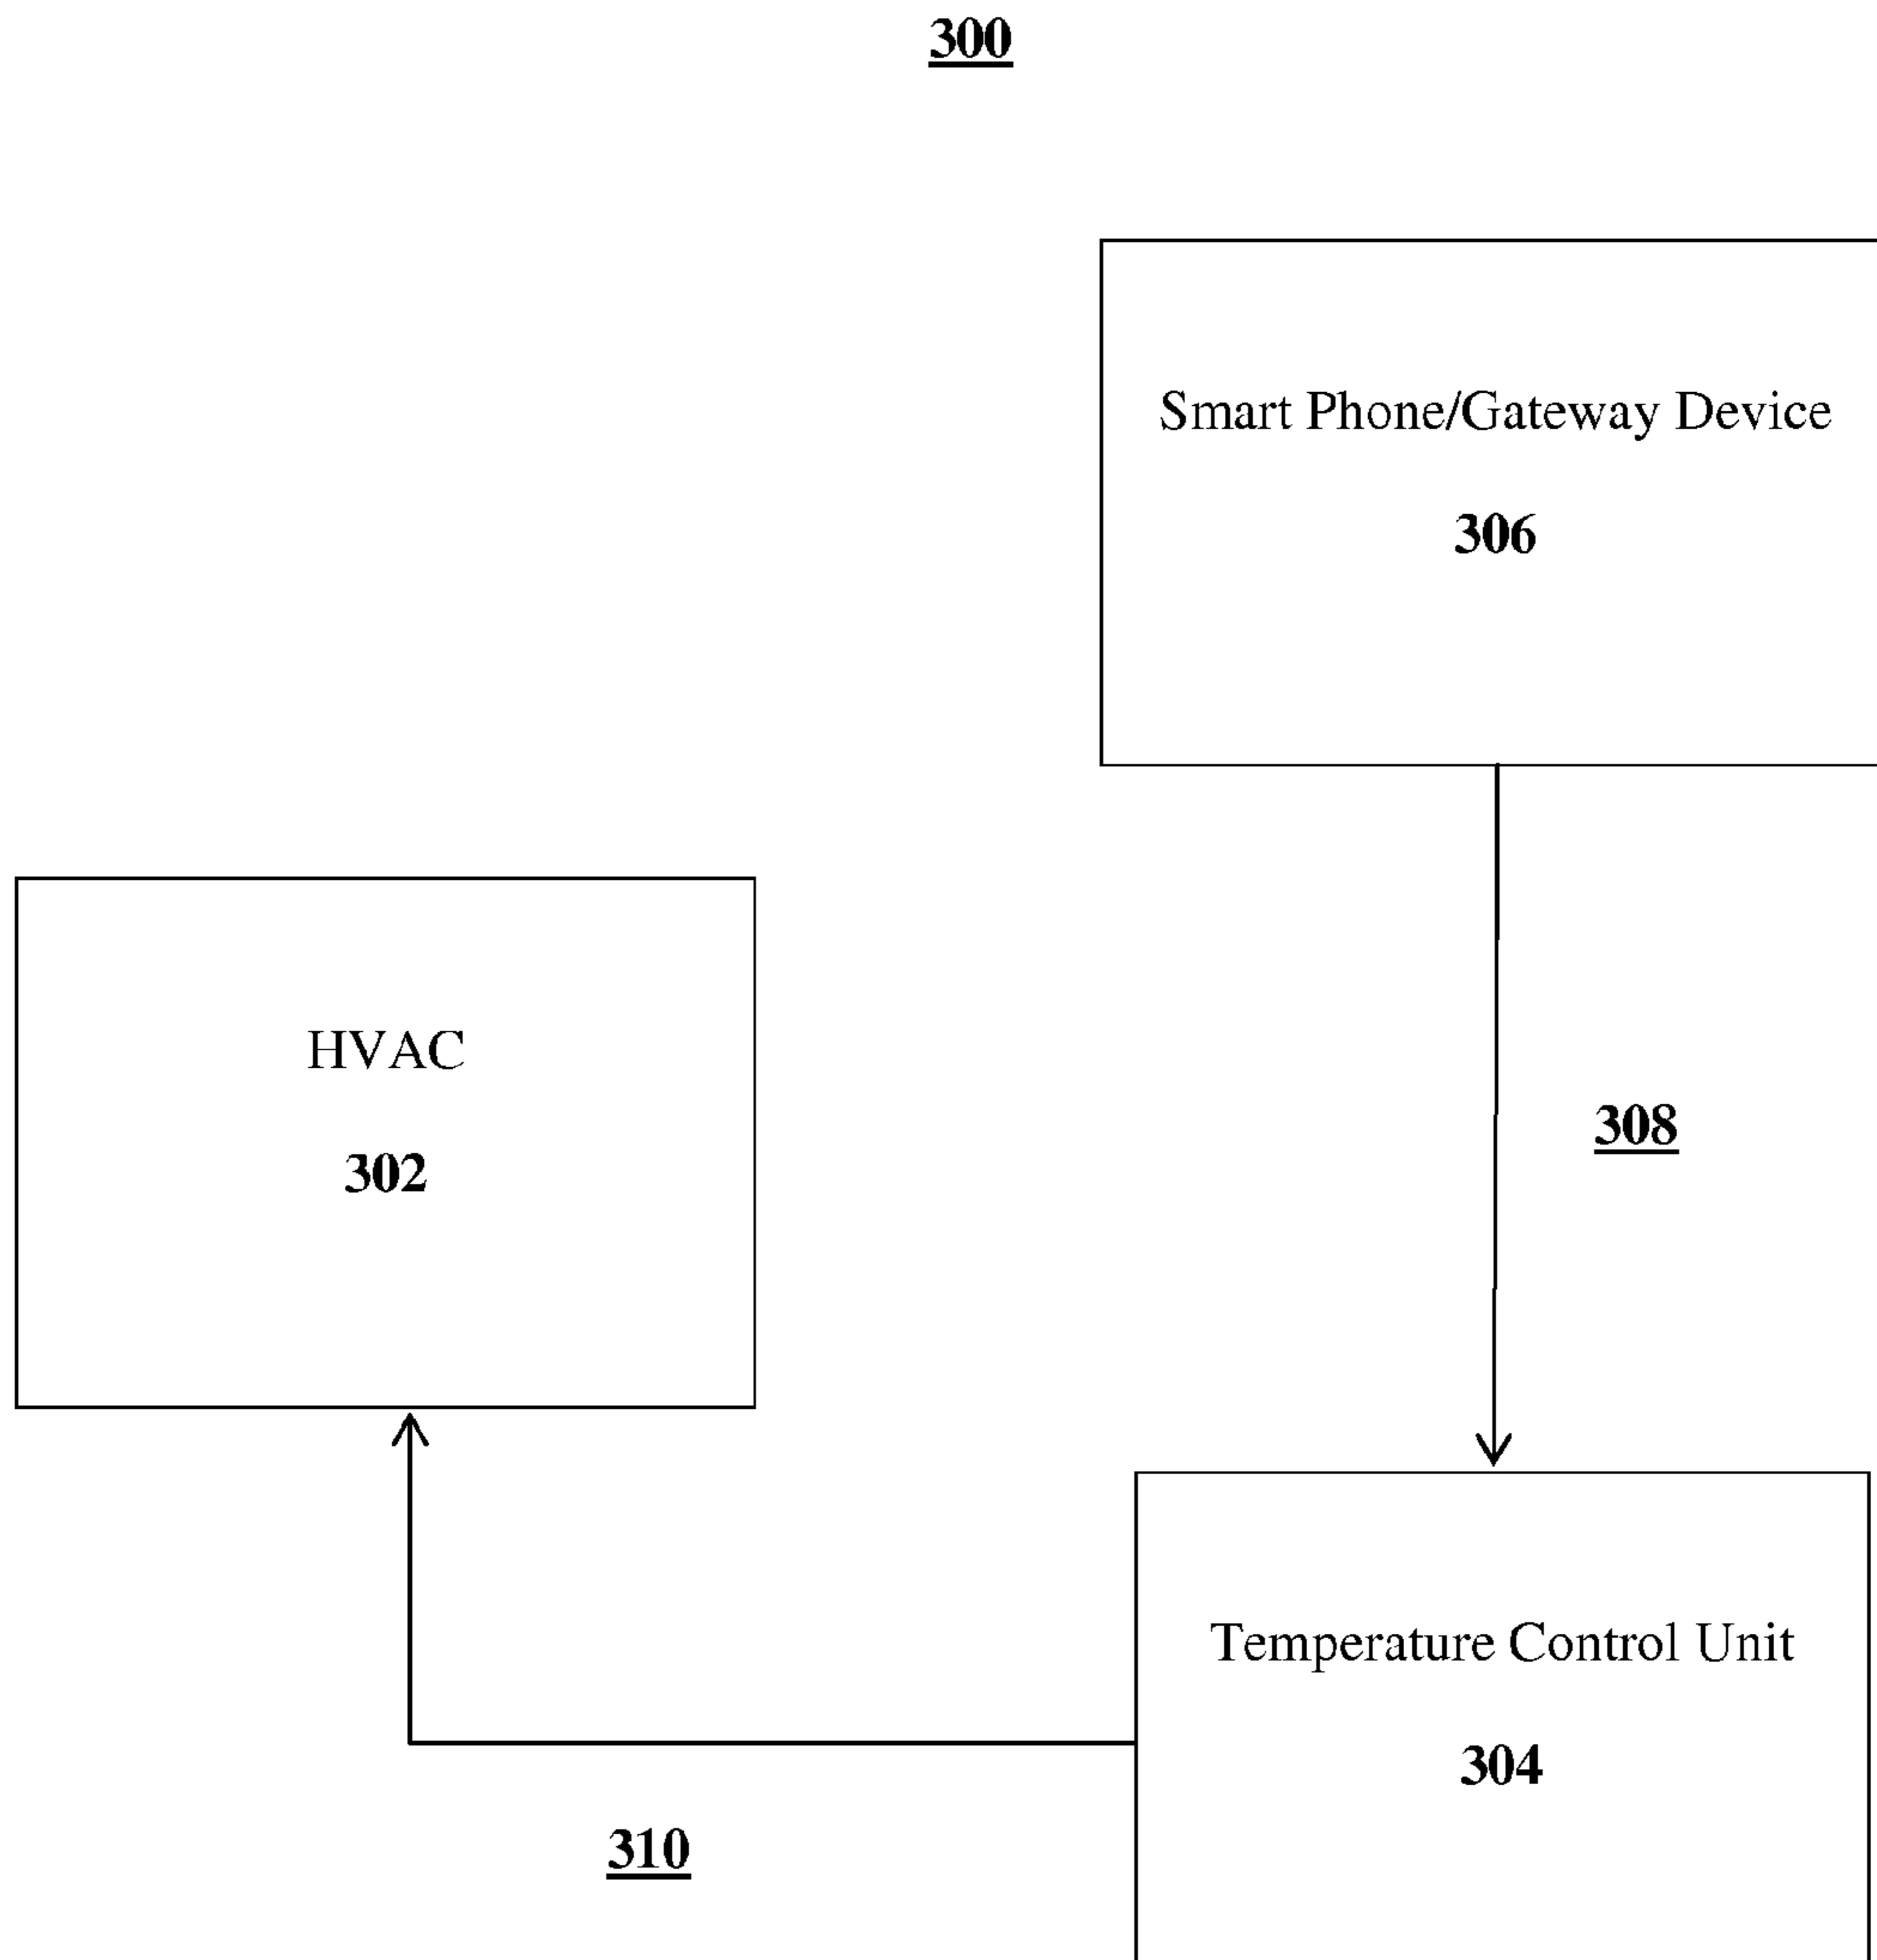 300
Smart Phone/Gateway Device
306
HVAC
302
308
Temperature Control Unit
304
310